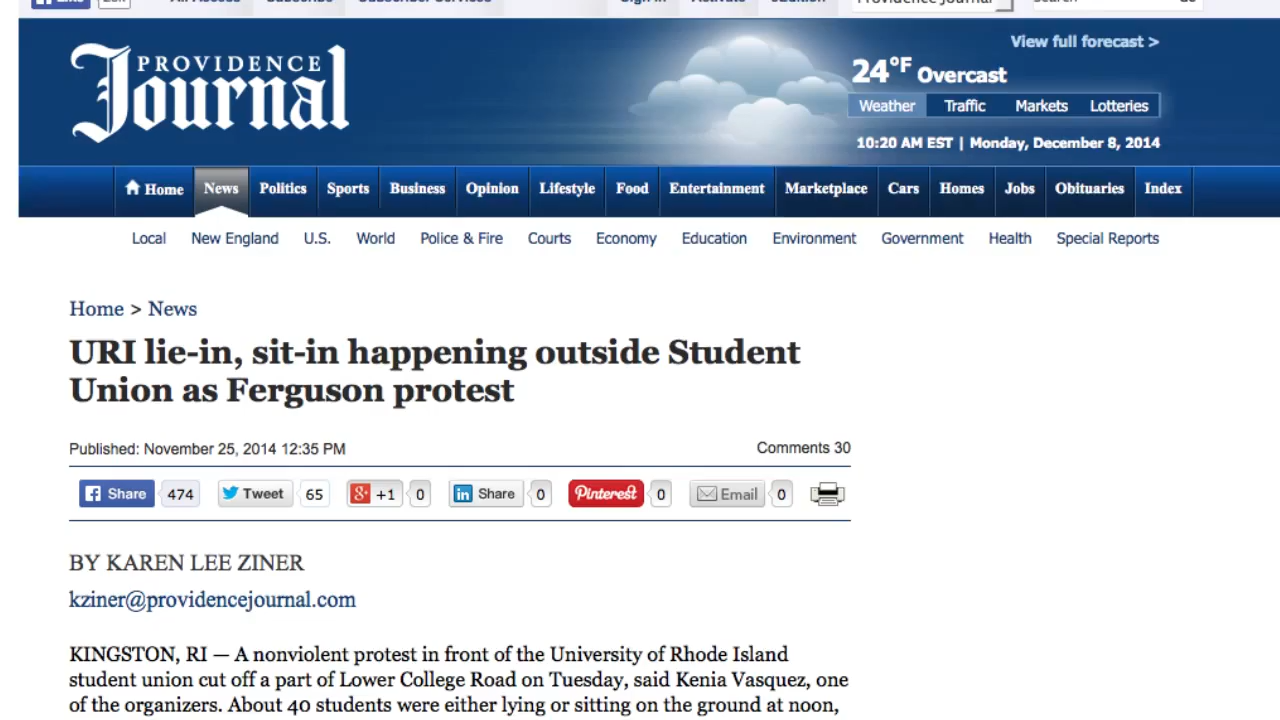 View full forecast >
PROVIDENCE
Journal
24°F Overcast
Weather Traffic Markets Lotteries
10:20 AM EST | Monday, December 8, 2014
Home News Politics Sports Business Opinion Lifestyle Food Entertainment Marketplace Cars Homes Jobs Obituaries Index
Local New England U.S. World Police & Fire Courts Economy Education Environment Government Health Special Reports
Home > News
URI lie-in, sit-in happening outside Student
Union as Ferguson protest
Published: November 25, 2014 12:35 PM Comments 30
Share 474 Tweet 65 +1 0 Share 0 Pinterest 0 Email 0
BY KAREN LEE ZINER
kziner@providencejournal.com
KINGSTON, RI — A nonviolent protest in front of the University of Rhode Island
student union cut off a part of Lower College Road on Tuesday, said Kenia Vasquez, one
of the organizers. About 40 students were either lying or sitting on the ground at noon,